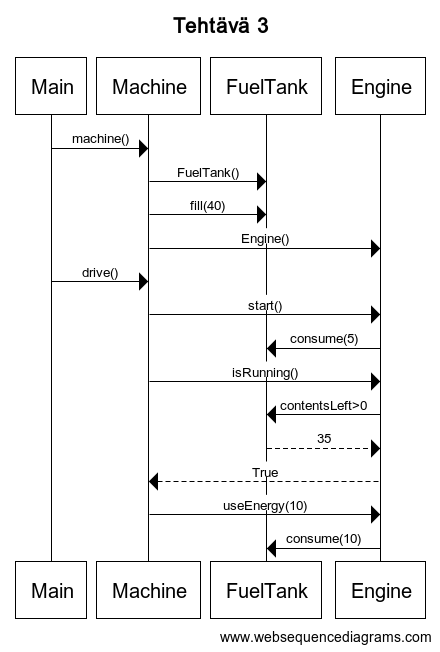 Tehtävä 3
Main Machine FuelTank Engine
machine()
FuelTank()
fill(40)
Engine()
drive()
start()
consume(5)
isRunning()
contentsLeft>0
35
True
useEnergy(10)
consume(10)
Main Machine FuelTank Engine
www.websequencediagrams.com